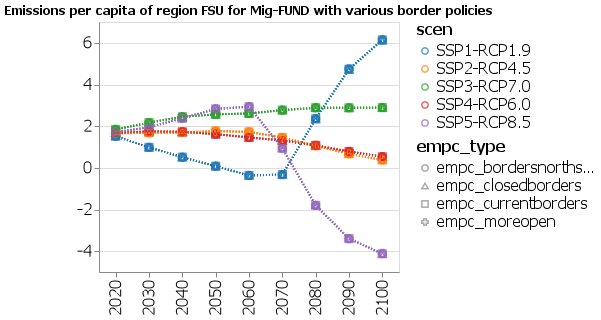 Emissions per capita of region FSU for Mig-FUND with various border policies
6
4
2
0
-2
-4
2020
2030
2040
2050
2060
2070
2080
2090
2100
scen
SSP1-RCP1.9
SSP2-RCP4.5
SSP3-RCP7.0
SSP4-RCP6.0
SSP5-RCP8.5
empc_type
empc_bordersnorths...
empc_closedborders
empc_currentborders
empc_moreopen